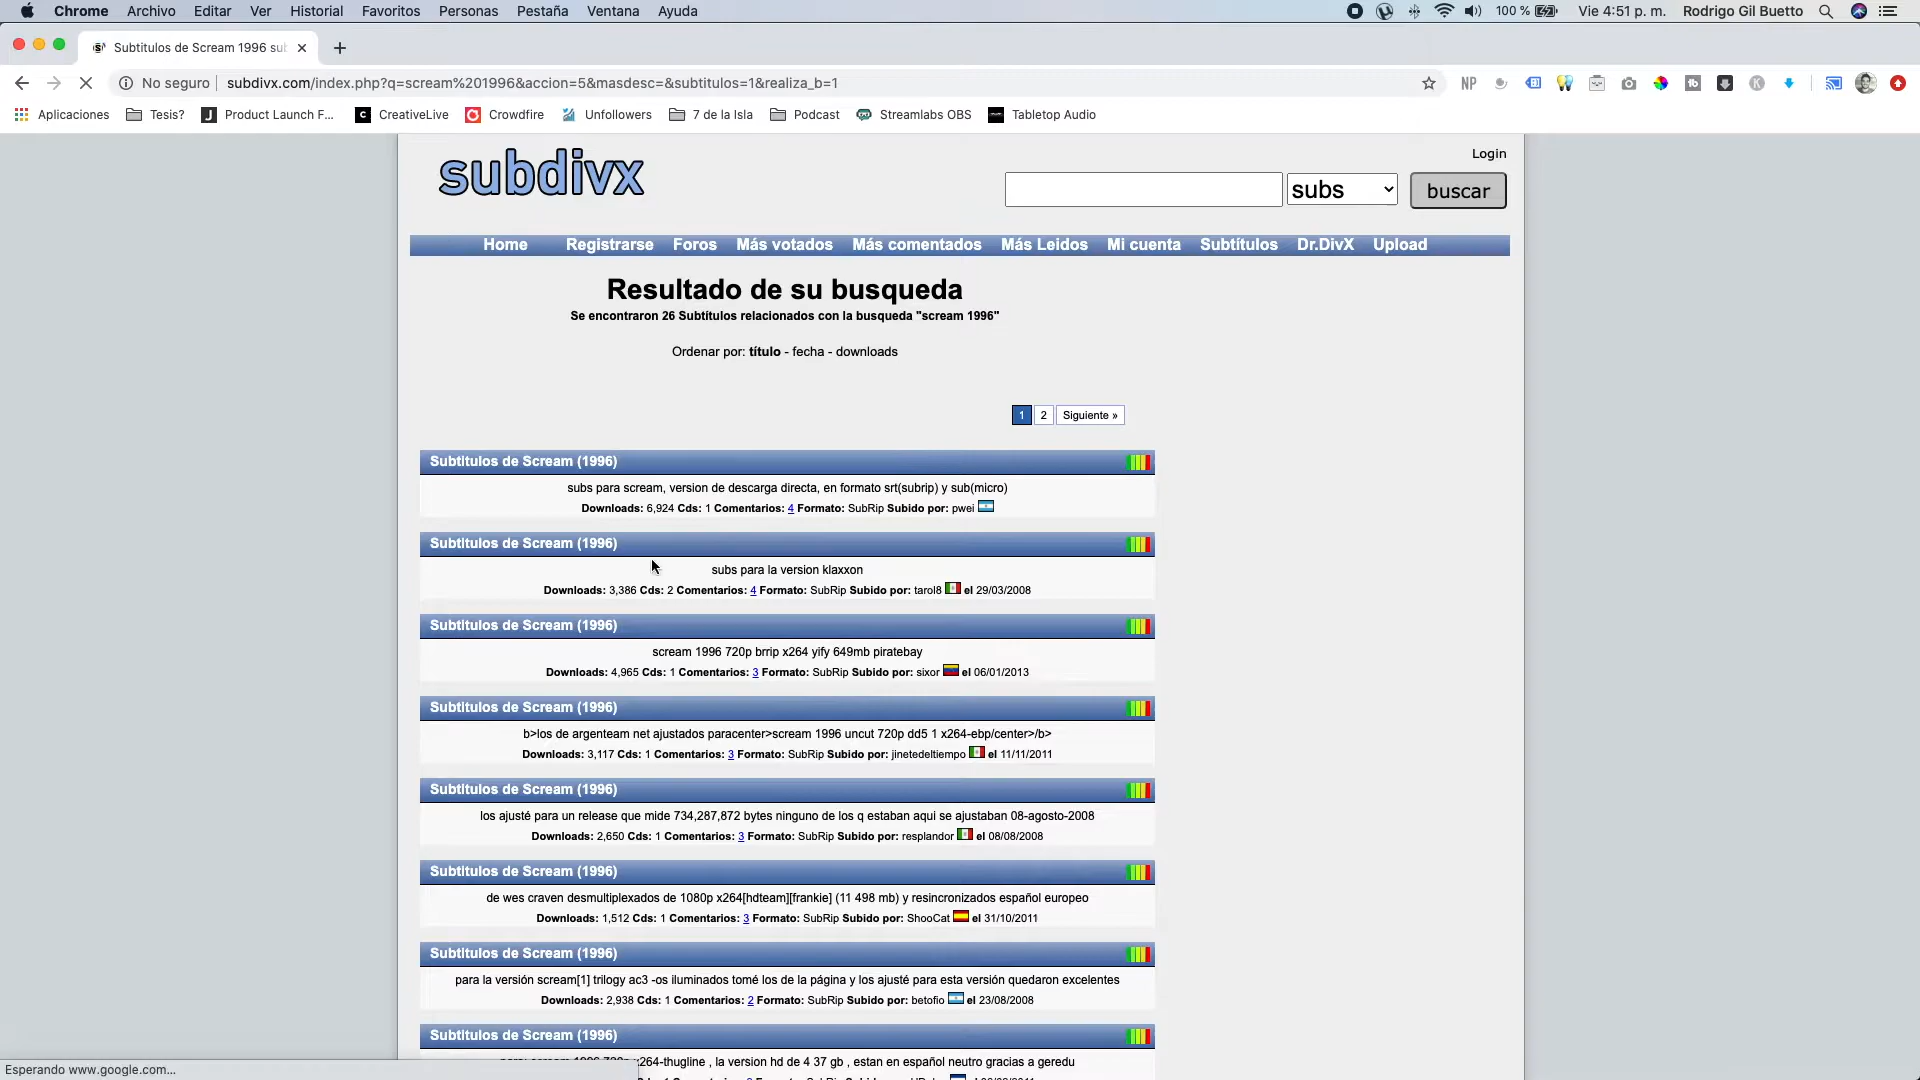 Chrome Archivo Editar Ver Historial Favoritos Personas Pestaña Ventana Ayuda 100 % Vie 4:51 p. m. Rodrigo Gil Buetto
Subtitulos de Scream 1996 sub
No seguro subdivx.com/index.php?q=scream%201996&accion=5&masdesc=&subtitulos=1&realiza_b=1
Aplicaciones Tesis? Product Launch F... CreativeLive Crowdfire Unfollowers 7 de la Isla Podcast Streamlabs OBS Tabletop Audio
Login
subdivx subs buscar
Home Registrarse Foros Más votados Más comentados Más Leidos Mi cuenta Subtítulos Dr.DivX Upload
Resultado de su busqueda
Se encontraron 26 Subtítulos relacionados con la busqueda "scream 1996"
Ordenar por: título - fecha - downloads
1 2 Siguiente »
Subtitulos de Scream (1996)
subs para scream, version de descarga directa, en formato srt(subrip) y sub(micro)
Downloads: 6,924 Cds: 1 Comentarios: 4 Formato: SubRip Subido por: pwei
Subtitulos de Scream (1996)
subs para la version klaxxon
Downloads: 3,386 Cds: 2 Comentarios: 4 Formato: SubRip Subido por: tarol8 el 29/03/2008
Subtitulos de Scream (1996)
scream 1996 720p brrip x264 yify 649mb piratebay
Downloads: 4,965 Cds: 1 Comentarios: 3 Formato: SubRip Subido por: sixor el 06/01/2013
Subtitulos de Scream (1996)
b>los de argenteam net ajustados paracenter>scream 1996 uncut 720p dd5 1 x264-ebp/center>/b>
Downloads: 3,117 Cds: 1 Comentarios: 3 Formato: SubRip Subido por: jinetedeltiempo el 11/11/2011
Subtitulos de Scream (1996)
los ajusté para un release que mide 734,287,872 bytes ninguno de los q estaban aqui se ajustaban 08-agosto-2008
Downloads: 2,650 Cds: 1 Comentarios: 3 Formato: SubRip Subido por: resplandor el 08/08/2008
Subtitulos de Scream (1996)
de wes craven desmultiplexados de 1080p x264[hdteam][frankie] (11 498 mb) y resincronizados español europeo
Downloads: 1,512 Cds: 1 Comentarios: 3 Formato: SubRip Subido por: ShooCat el 31/10/2011
Subtitulos de Scream (1996)
para la versión scream[1] trilogy ac3 -os iluminados tomé los de la página y los ajusté para esta versión quedaron excelentes
Downloads: 2,938 Cds: 1 Comentarios: 2 Formato: SubRip Subido por: betofio el 23/08/2008
Subtitulos de Scream (1996)
x264-thugline , la version hd de 4 37 gb , estan en español neutro gracias a geredu
Esperando www.google.com...